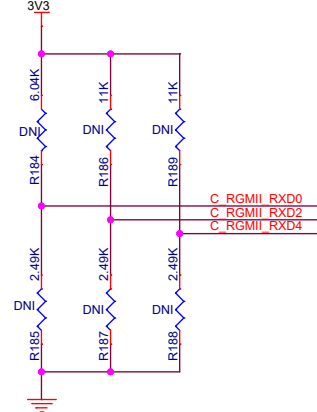 3V3
6.04K
11K
11K
DNI
DNI
DNI
R184
R186
R189
C_RGMII_RXD0
C_RGMII_RXD2
C_RGMII_RXD4
2.49K
2.49K
2.49K
DNI
DNI
DNI
R185
R187
R188